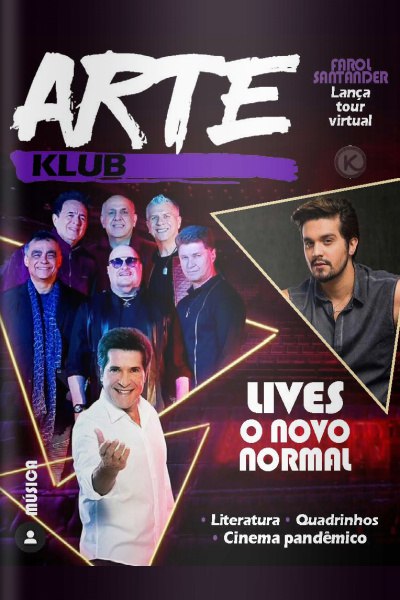 ARTE
KLUB
FAROL
SANTANDER
Lança
tour
virtual
K
LIVES
O NOVO
NORMAL
MÚSICA
• Literatura • Quadrinhos
• Cinema pandêmico